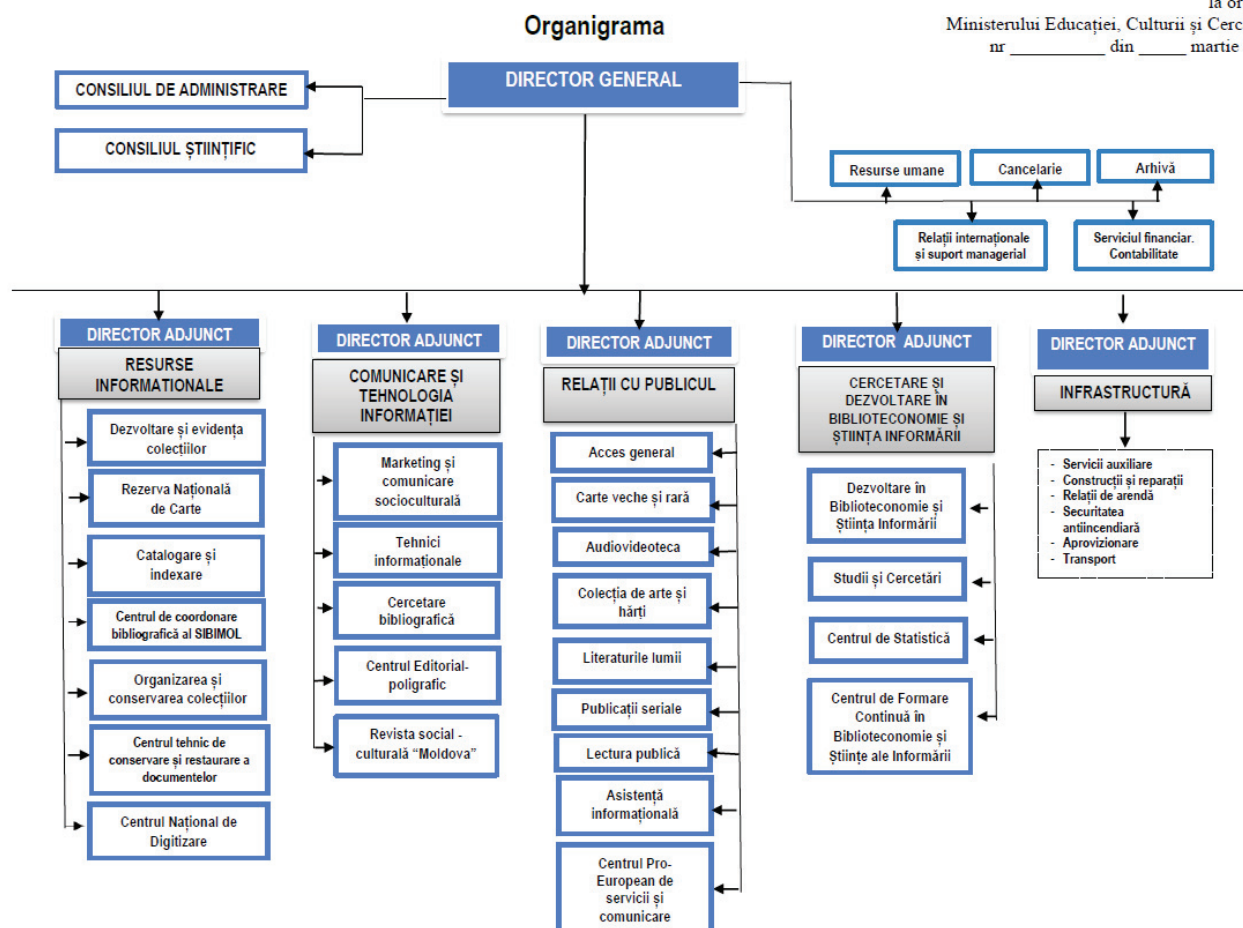 la or
Organigrama
Ministerului Educației, Culturii și Cerc
nr __________ din _____ martie
DIRECTOR GENERAL
CONSILIUL DE ADMINISTRARE
CONSILIUL ȘTIINȚIFIC
Resurse umane
Cancelarie
Arhivă
Relații internaționale
și suport managerial
Serviciul financiar.
Contabilitate
DIRECTOR ADJUNCT
RESURSE
INFORMATIONALE
Dezvoltare și evidența
colecțiilor
Rezerva Națională
de Carte
Catalogare și
indexare
Centrul de coordonare
bibliografică al SIBIMOL
Organizarea și
conservarea colecțiilor
Centrul tehnic de
conservare și restaurare a
documentelor
Centrul Național de
Digitizare
DIRECTOR ADJUNCT
COMUNICARE ȘI
TEHNOLOGIA
INFORMAȚIEI
Marketing și
comunicare
socioculturală
Tehnici
informaționale
Cercetare
bibliografică
Centrul Editorial-
poligrafic
Revista social -
culturală “Moldova”
DIRECTOR ADJUNCT
RELAȚII CU PUBLICUL
Acces general
Carte veche și rară
Audiovideoteca
Colecția de arte și
hărți
Literaturile lumii
Publicații seriale
Lectura publică
Asistență
informațională
Centrul Pro-
European de
servicii și
comunicare
DIRECTOR ADJUNCT
CERCETARE ȘI
DEZVOLTARE ÎN
BIBLIOTECONOMIE ȘI
ȘTIINȚA INFORMĂRII
Dezvoltare în
Biblioteconomie și
Știința Informării
Studii și Cercetări
Centrul de Statistică
Centrul de Formare
Continuă în
Biblioteconomie și
Științe ale Informării
DIRECTOR ADJUNCT
INFRASTRUCTURĂ
- Servicii auxiliare
- Construcții și reparații
- Relații de arendă
- Securitatea
antiincendiară
- Aprovizionare
- Transport